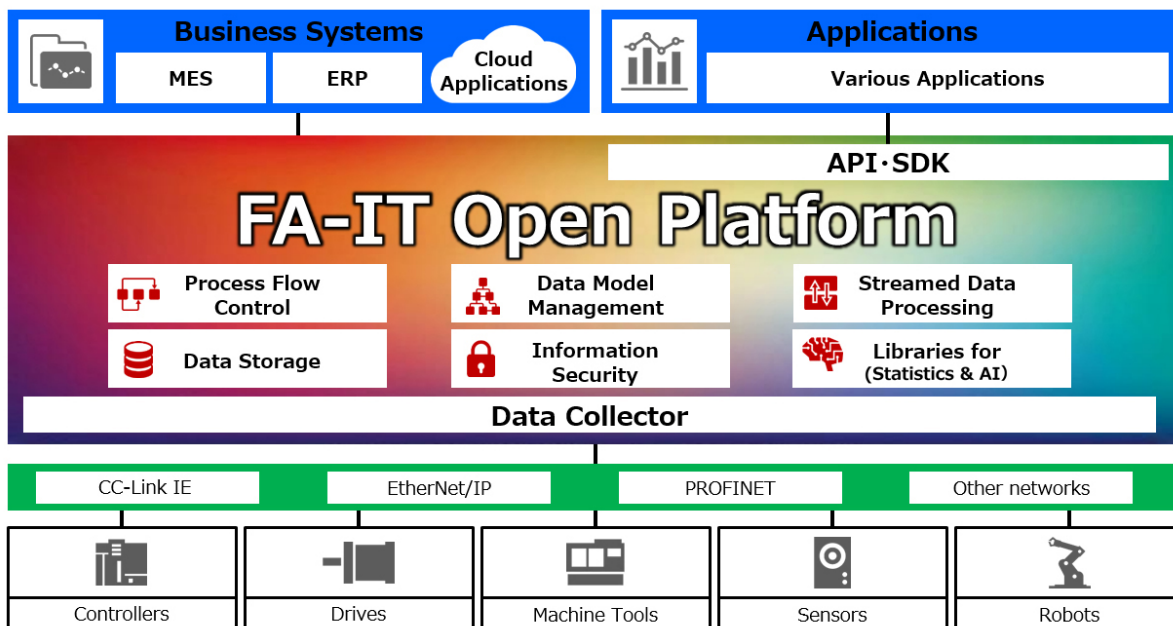 Business Systems
MES
ERP
Cloud
Applications
Applications
Various Applications
API･SDK
FA-IT Open Platform
Process Flow
Control
Data Model
Management
Streamed Data
Processing
Data Storage
Information
Security
Libraries for
(Statistics & AI)
Data Collector
CC-Link IE
EtherNet/IP
PROFINET
Other networks
Controllers
Drives
Machine Tools
Sensors
Robots